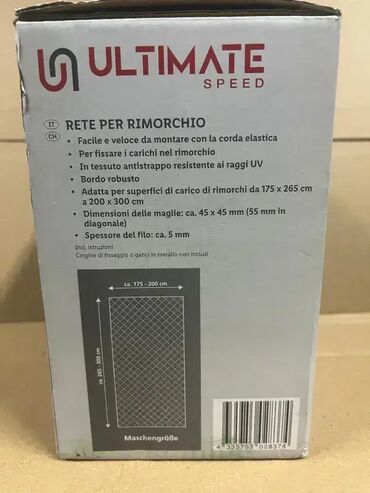 ULTIMATE
SPEED
IT
CH
RETE PER RIMORCHIO
• Facile e veloce da montare con la corda elastica
• Per fissare i carichi nel rimorchio
• In tessuto antistrappo resistente ai raggi UV
• Bordo robusto
• Adatta per superfici di carico di rimorchi da 175 x 265 cm
a 200 x 300 cm
• Dimensioni delle maglie: ca. 45 x 45 mm (55 mm in
diagonale)
• Spessore del filo: ca. 5 mm
Incl. istruzioni
Cinghie di fissaggio o ganci in metallo non inclusi
ca. 175 - 200 cm
ca. 265 - 300 cm
Maschengröße
4 335753 028374